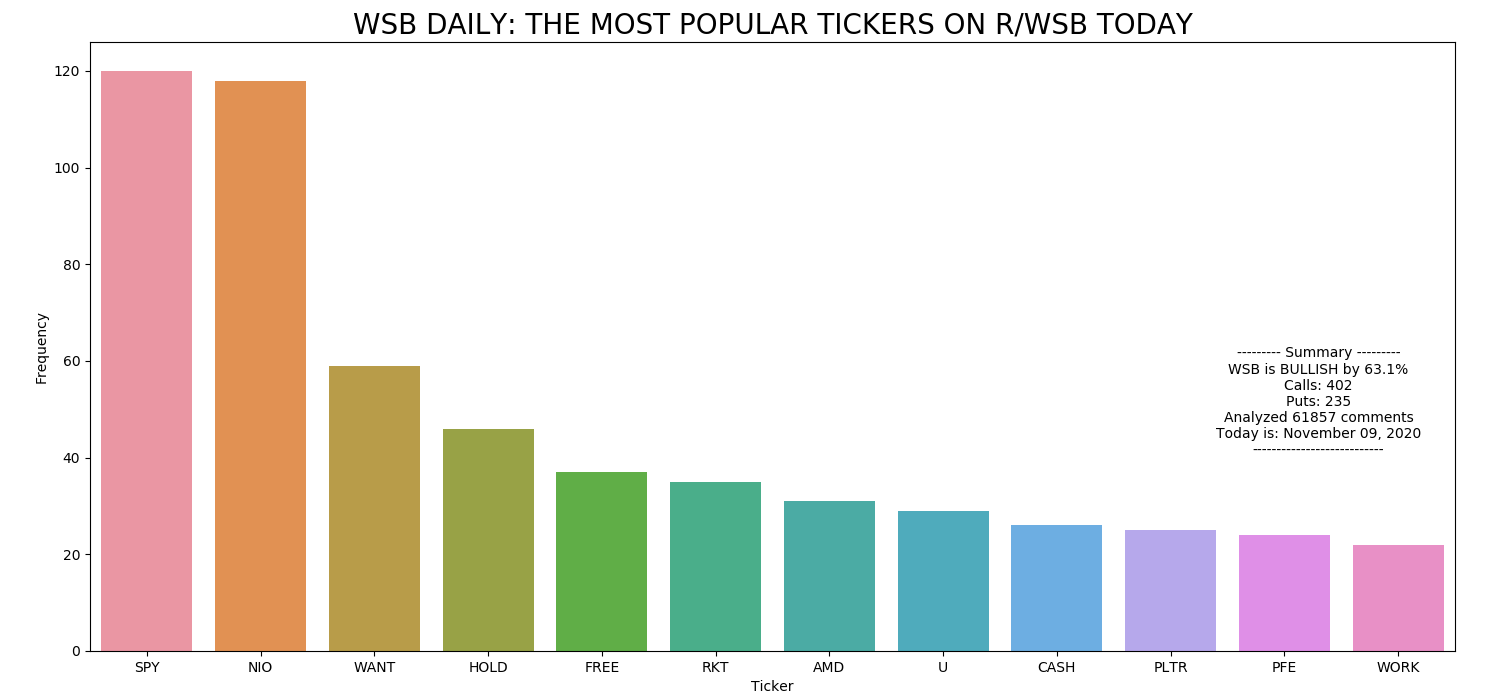 WSB DAILY: THE MOST POPULAR TICKERS ON R/WSB TODAY
120
100
80
60
40
20
0
Frequency
--------- Summary ---------
WSB is BULLISH by 63.1%
Calls: 402
Puts: 235
Analyzed 61857 comments
Today is: November 09, 2020
---------------------------
SPY NIO WANT HOLD FREE RKT AMD U CASH PLTR PFE WORK
Ticker